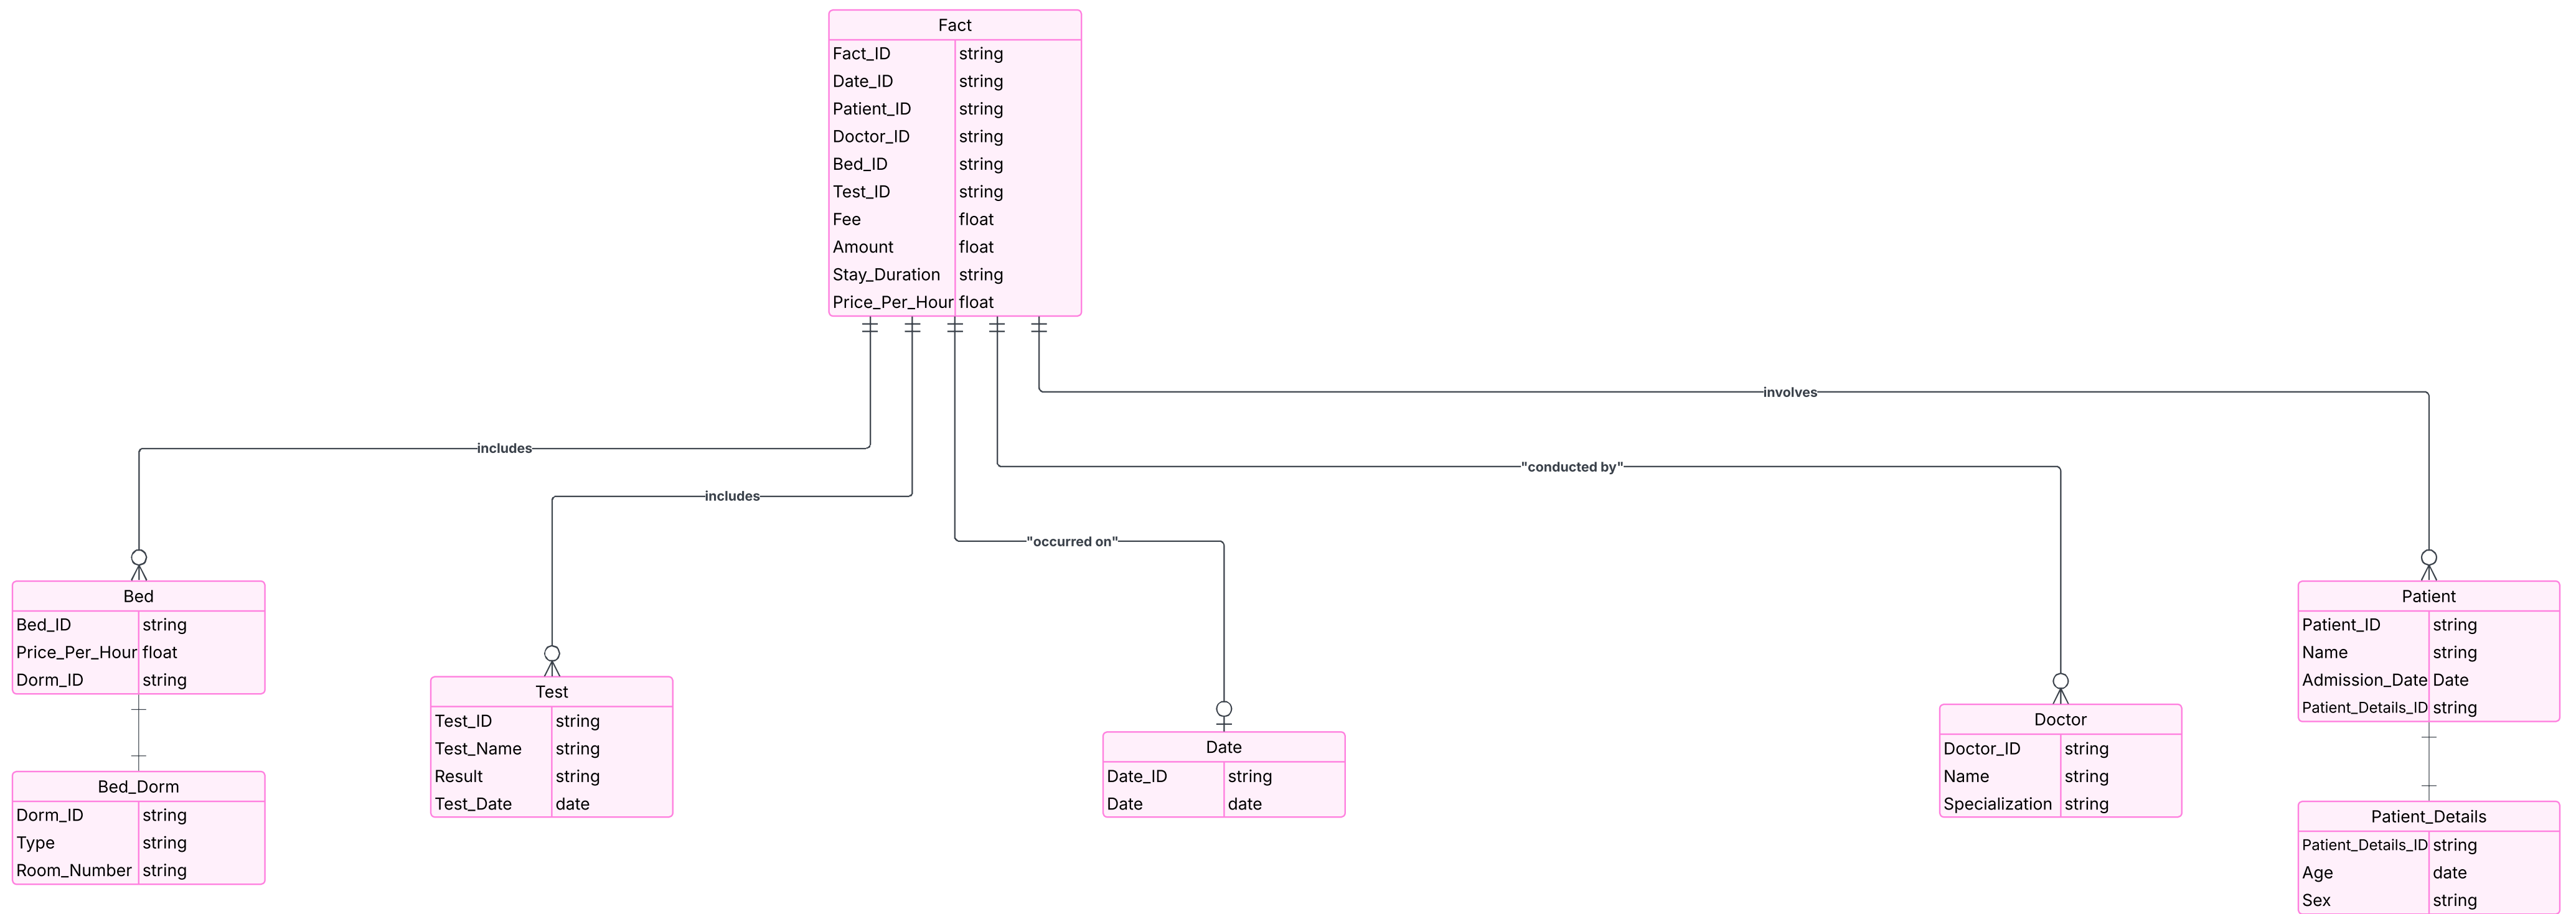 Fact
Fact_ID string
Date_ID string
Patient_ID string
Doctor_ID string
Bed_ID string
Test_ID string
Fee float
Amount float
Stay_Duration string
Price_Per_Hour float
involves
includes
"conducted by"
includes
"occurred on"
Bed
Bed_ID string
Price_Per_Hour float
Dorm_ID string
Bed_Dorm
Dorm_ID string
Type string
Room_Number string
Test
Test_ID string
Test_Name string
Result string
Test_Date date
Date
Date_ID string
Date date
Doctor
Doctor_ID string
Name string
Specialization string
Patient
Patient_ID string
Name string
Admission_Date Date
Patient_Details_ID string
Patient_Details
Patient_Details_ID string
Age date
Sex string